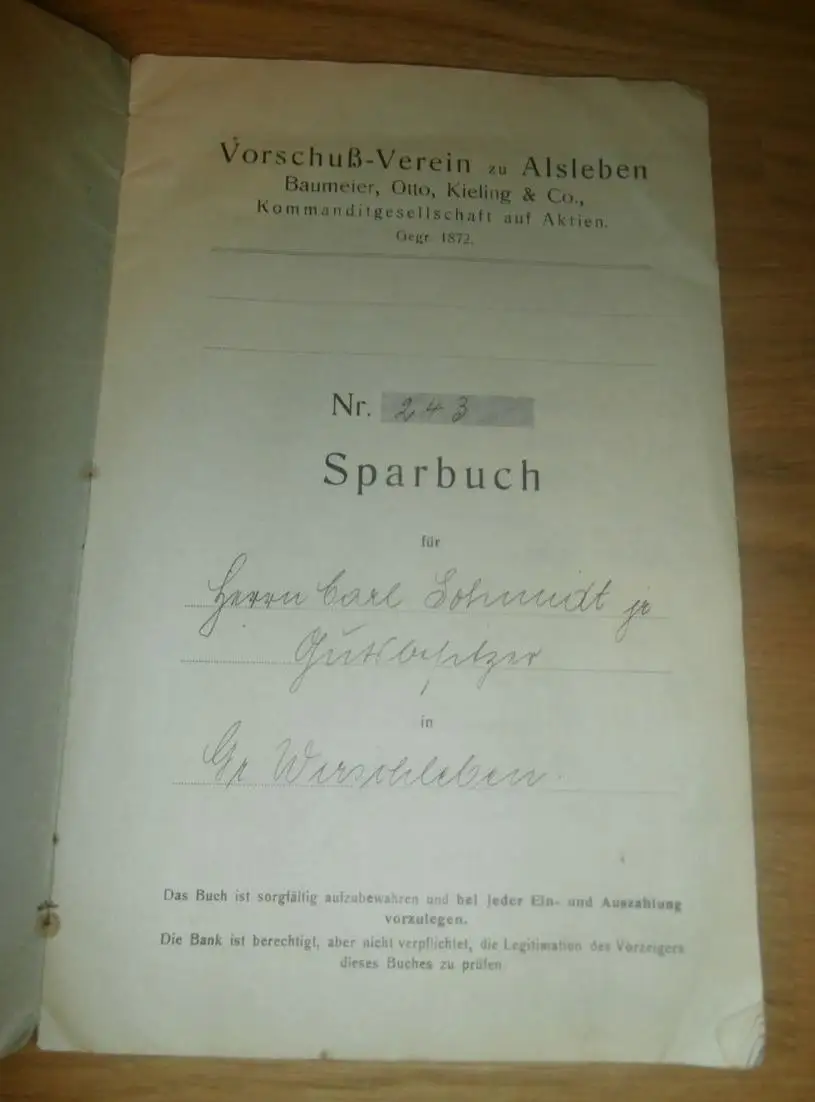 Vorschuß-Verein zu Alsleben
Baumeier, Otto, Kieling & Co.,
Kommanditgesellschaft auf Aktien.
Gegr. 1872.
Nr. 243
Sparbuch
für
Herrn Carl Schmidt jr
Gutsbesitzer
in
Gr Wirschleben.
Das Buch ist sorgfältig aufzubewahren und bei jeder Ein- und Auszahlung
vorzulegen.
Die Bank ist berechtigt, aber nicht verpflichtet, die Legitimation des Vorzeigers
dieses Buches zu prüfen